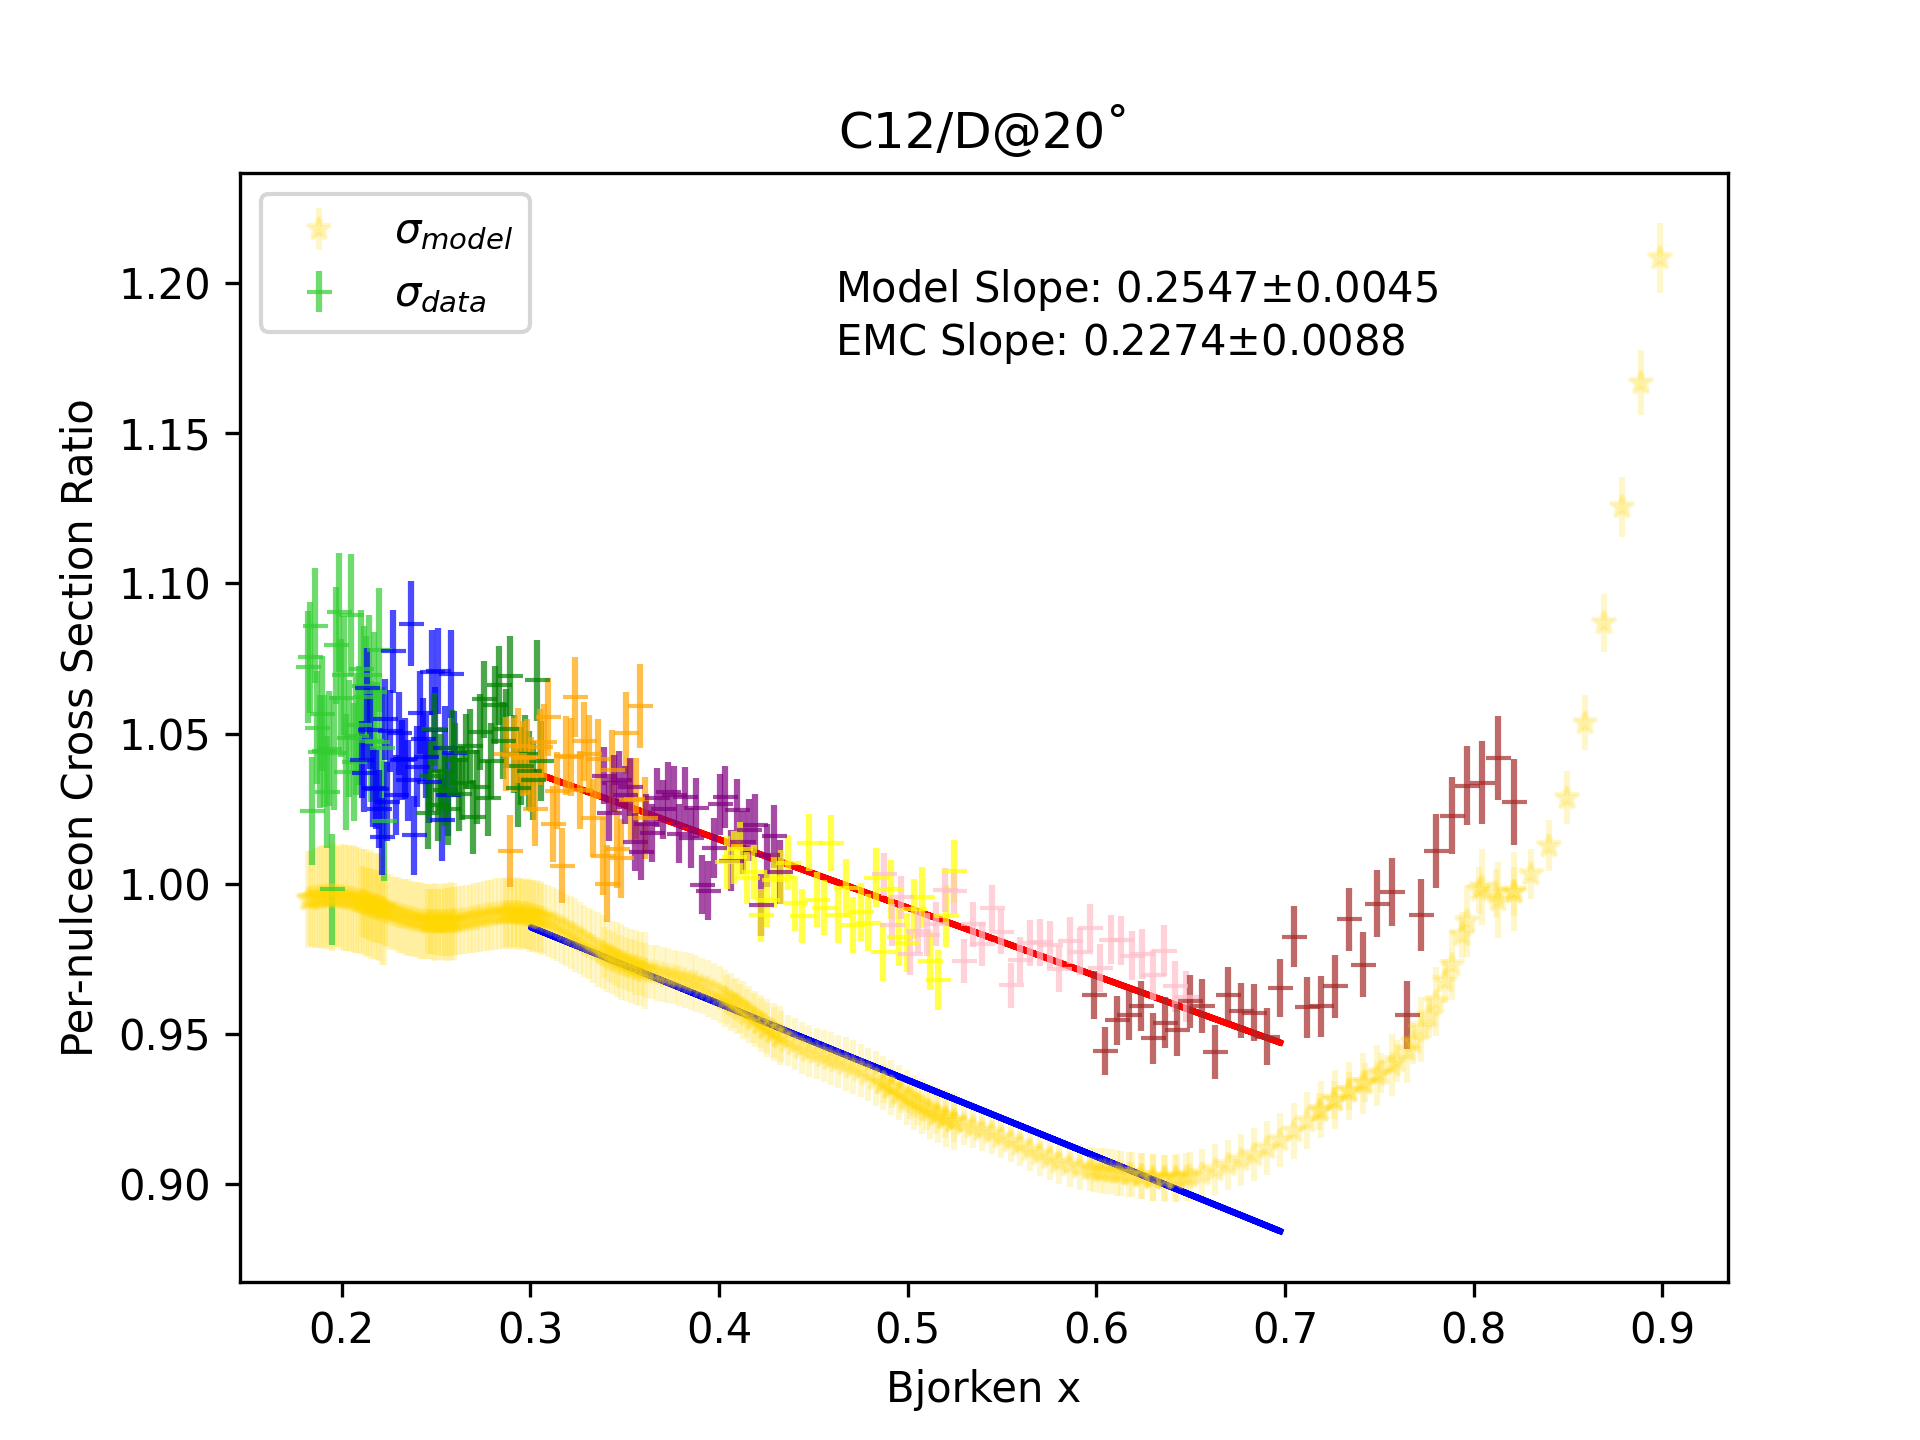 C12/D@20˚
σmodel
σdata
Model Slope: 0.2547±0.0045
EMC Slope: 0.2274±0.0088
Per-nulceon Cross Section Ratio
1.20
1.15
1.10
1.05
1.00
0.95
0.90
0.2 0.3 0.4 0.5 0.6 0.7 0.8 0.9
Bjorken x